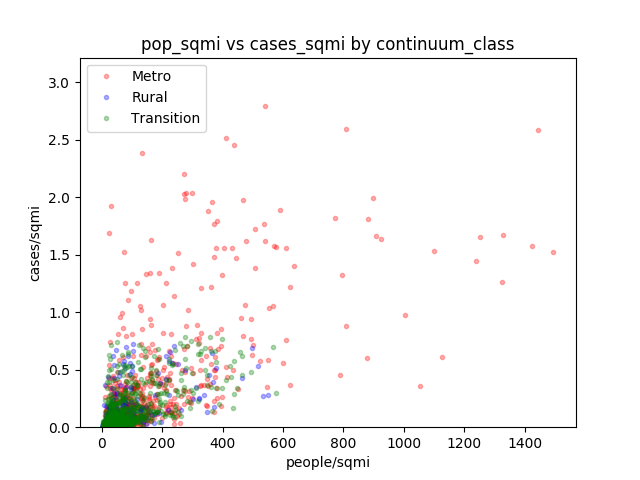 pop_sqmi vs cases_sqmi by continuum_class
Metro
Rural
Transition
cases/sqmi
3.0
2.5
2.0
1.5
1.0
0.5
0.0
0 200 400 600 800 1000 1200 1400
people/sqmi